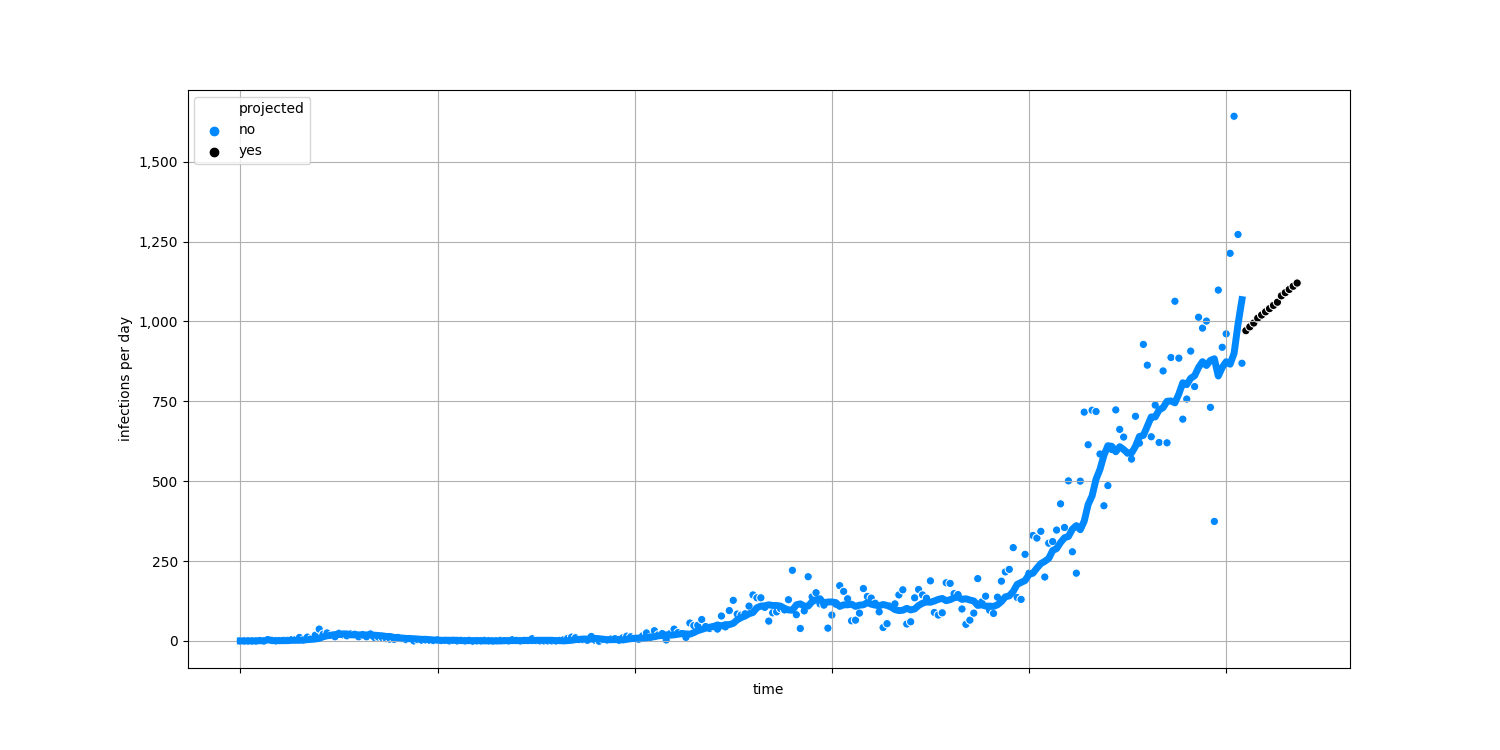 projected
no
yes
1,500
1,250
1,000
750
500
250
0
infections per day
time